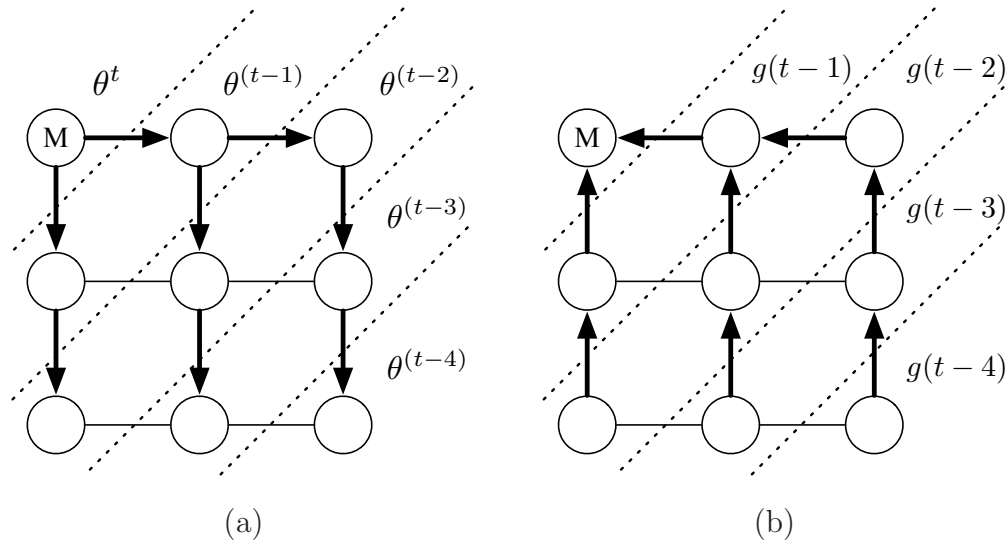 θ^t θ^(t−1) θ^(t−2)
M
θ^(t−3)
θ^(t−4)
(a)
g(t − 1) g(t − 2)
M
g(t − 3)
g(t − 4)
(b)